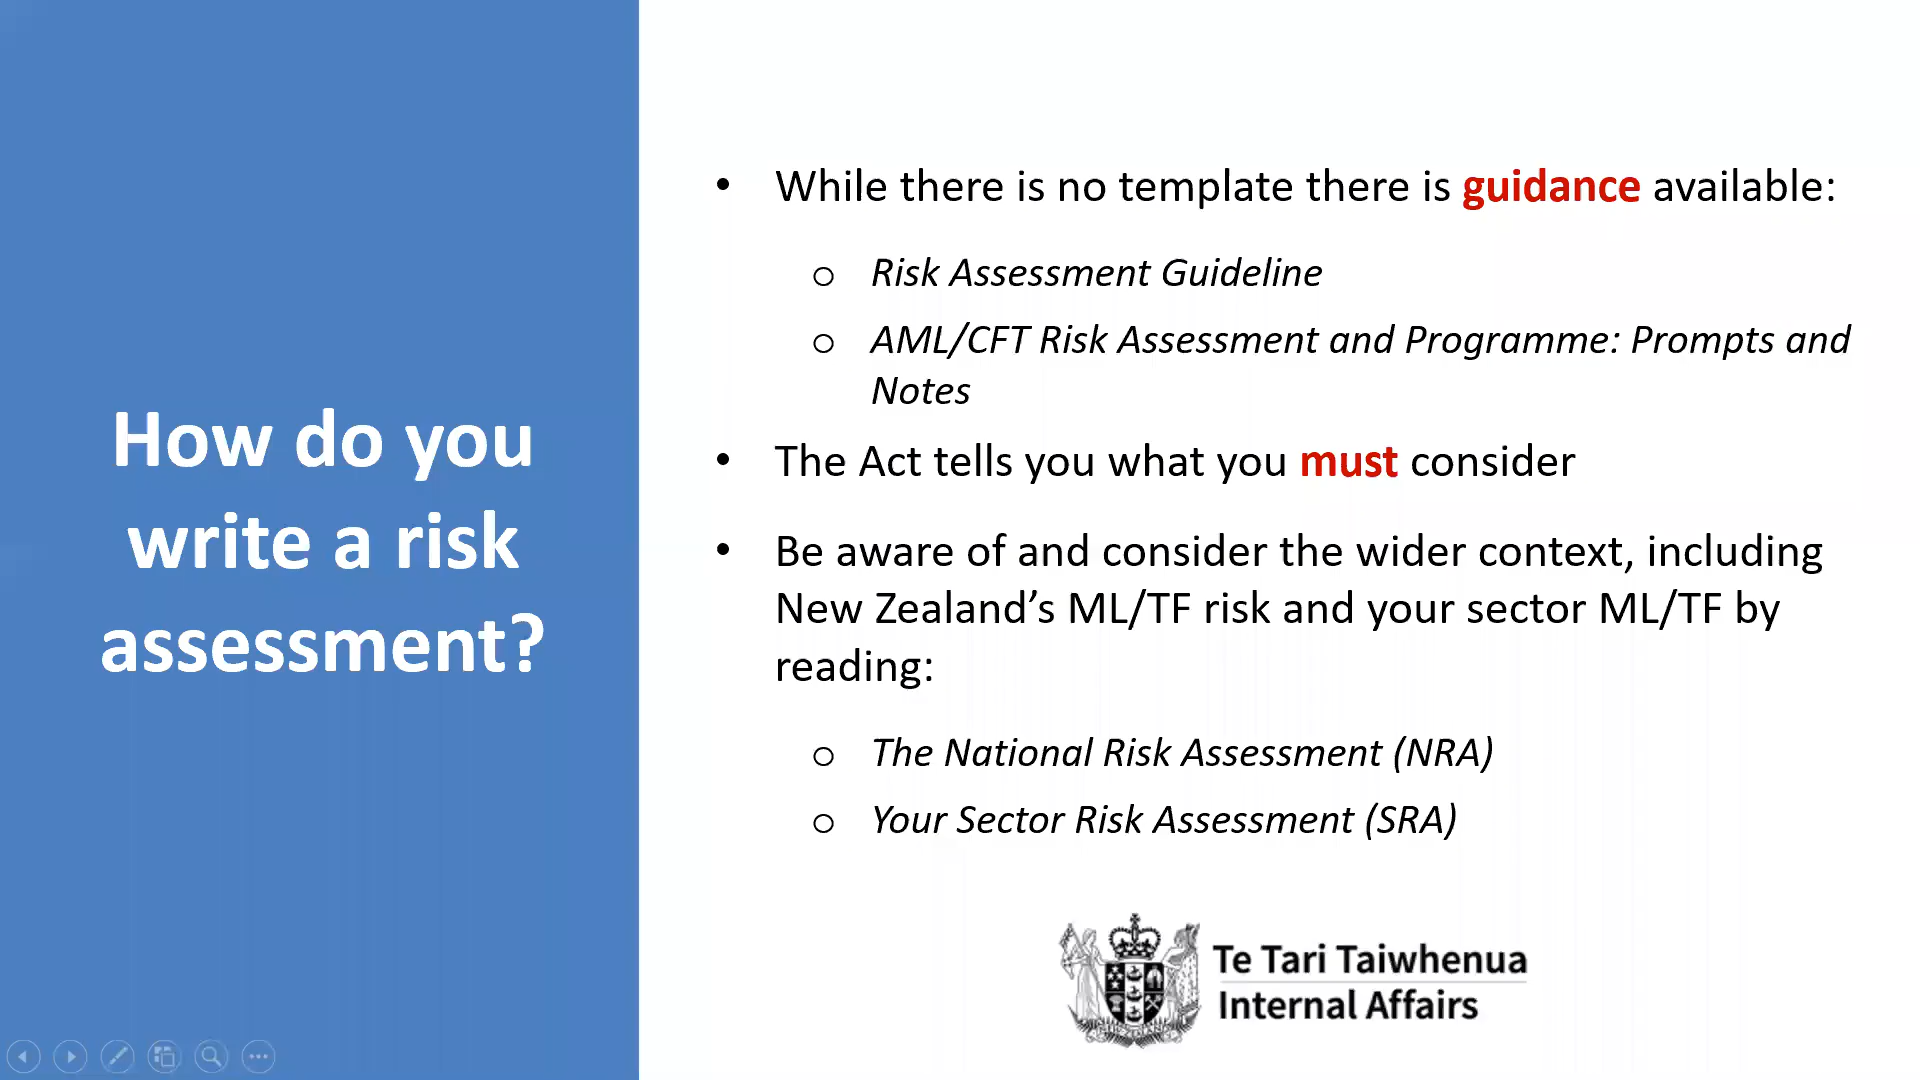 How do you
write a risk
assessment?
• While there is no template there is guidance available:
o Risk Assessment Guideline
o AML/CFT Risk Assessment and Programme: Prompts and
Notes
• The Act tells you what you must consider
• Be aware of and consider the wider context, including
New Zealand’s ML/TF risk and your sector ML/TF by
reading:
o The National Risk Assessment (NRA)
o Your Sector Risk Assessment (SRA)
Te Tari Taiwhenua
Internal Affairs